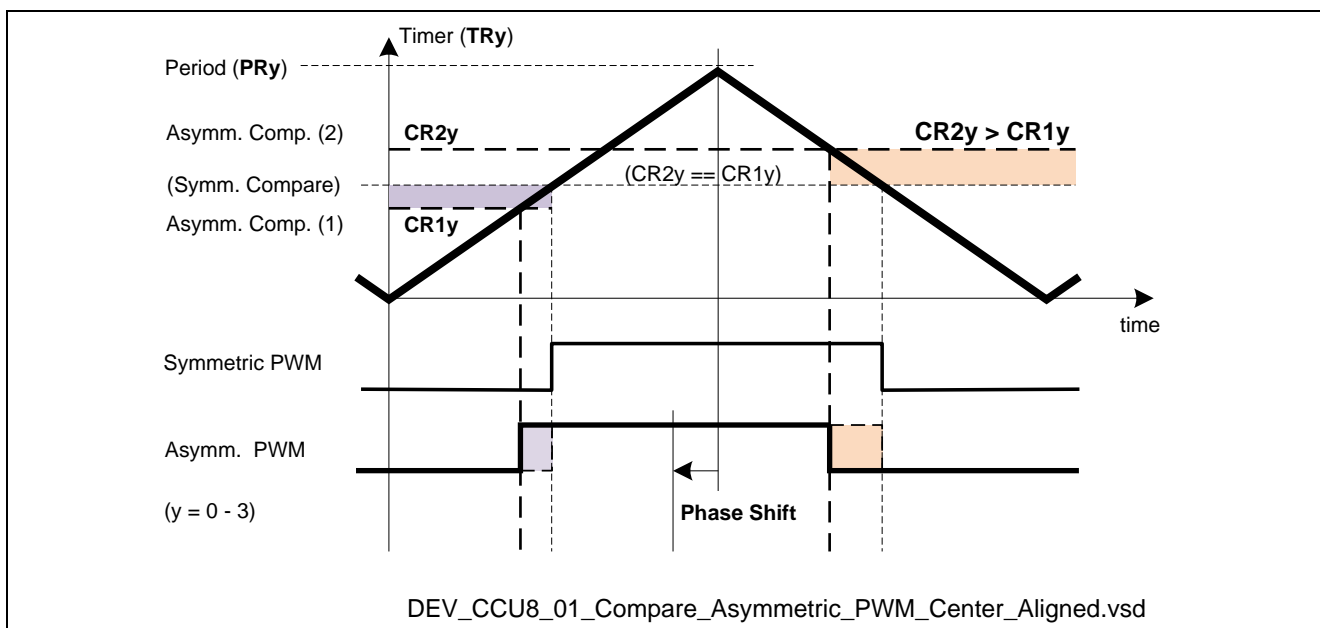 Timer (TRy)
Period (PRy)
Asymm. Comp. (2)
CR2y
CR2y > CR1y
(Symm. Compare)
(CR2y == CR1y)
Asymm. Comp. (1)
CR1y
time
Symmetric PWM
Asymm. PWM
(y = 0 - 3)
Phase Shift
DEV_CCU8_01_Compare_Asymmetric_PWM_Center_Aligned.vsd